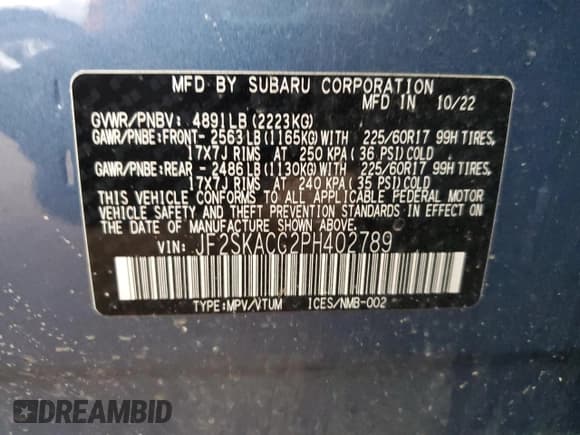 MFD BY SUBARU CORPORATION
MFD IN 10/22
GVWR/PNBV: 4891LB (2223KG)
GAWR/PNBE:FRONT- 2563LB(1165KG)WITH 225/60R17 99H TIRES,
17X7J RIMS AT 250 KPA (36 PSI)COLD
GAWR/PNBE:REAR - 2486LB(1130KG)WITH 225/60R17 99H TIRES,
17X7J RIMS AT 240 KPA (35 PSI)COLD
THIS VEHICLE CONFORMS TO ALL APPLICABLE FEDERAL MOTOR
VEHICLE SAFETY AND THEFT PREVENTION STANDARDS IN EFFECT ON
THE DATE OF MANUFACTURE SHOWN ABOVE.
VIN: JF2SKACG2PH402789
TYPE:MPV/VTUM ICES/NMB-002
DREAMBID